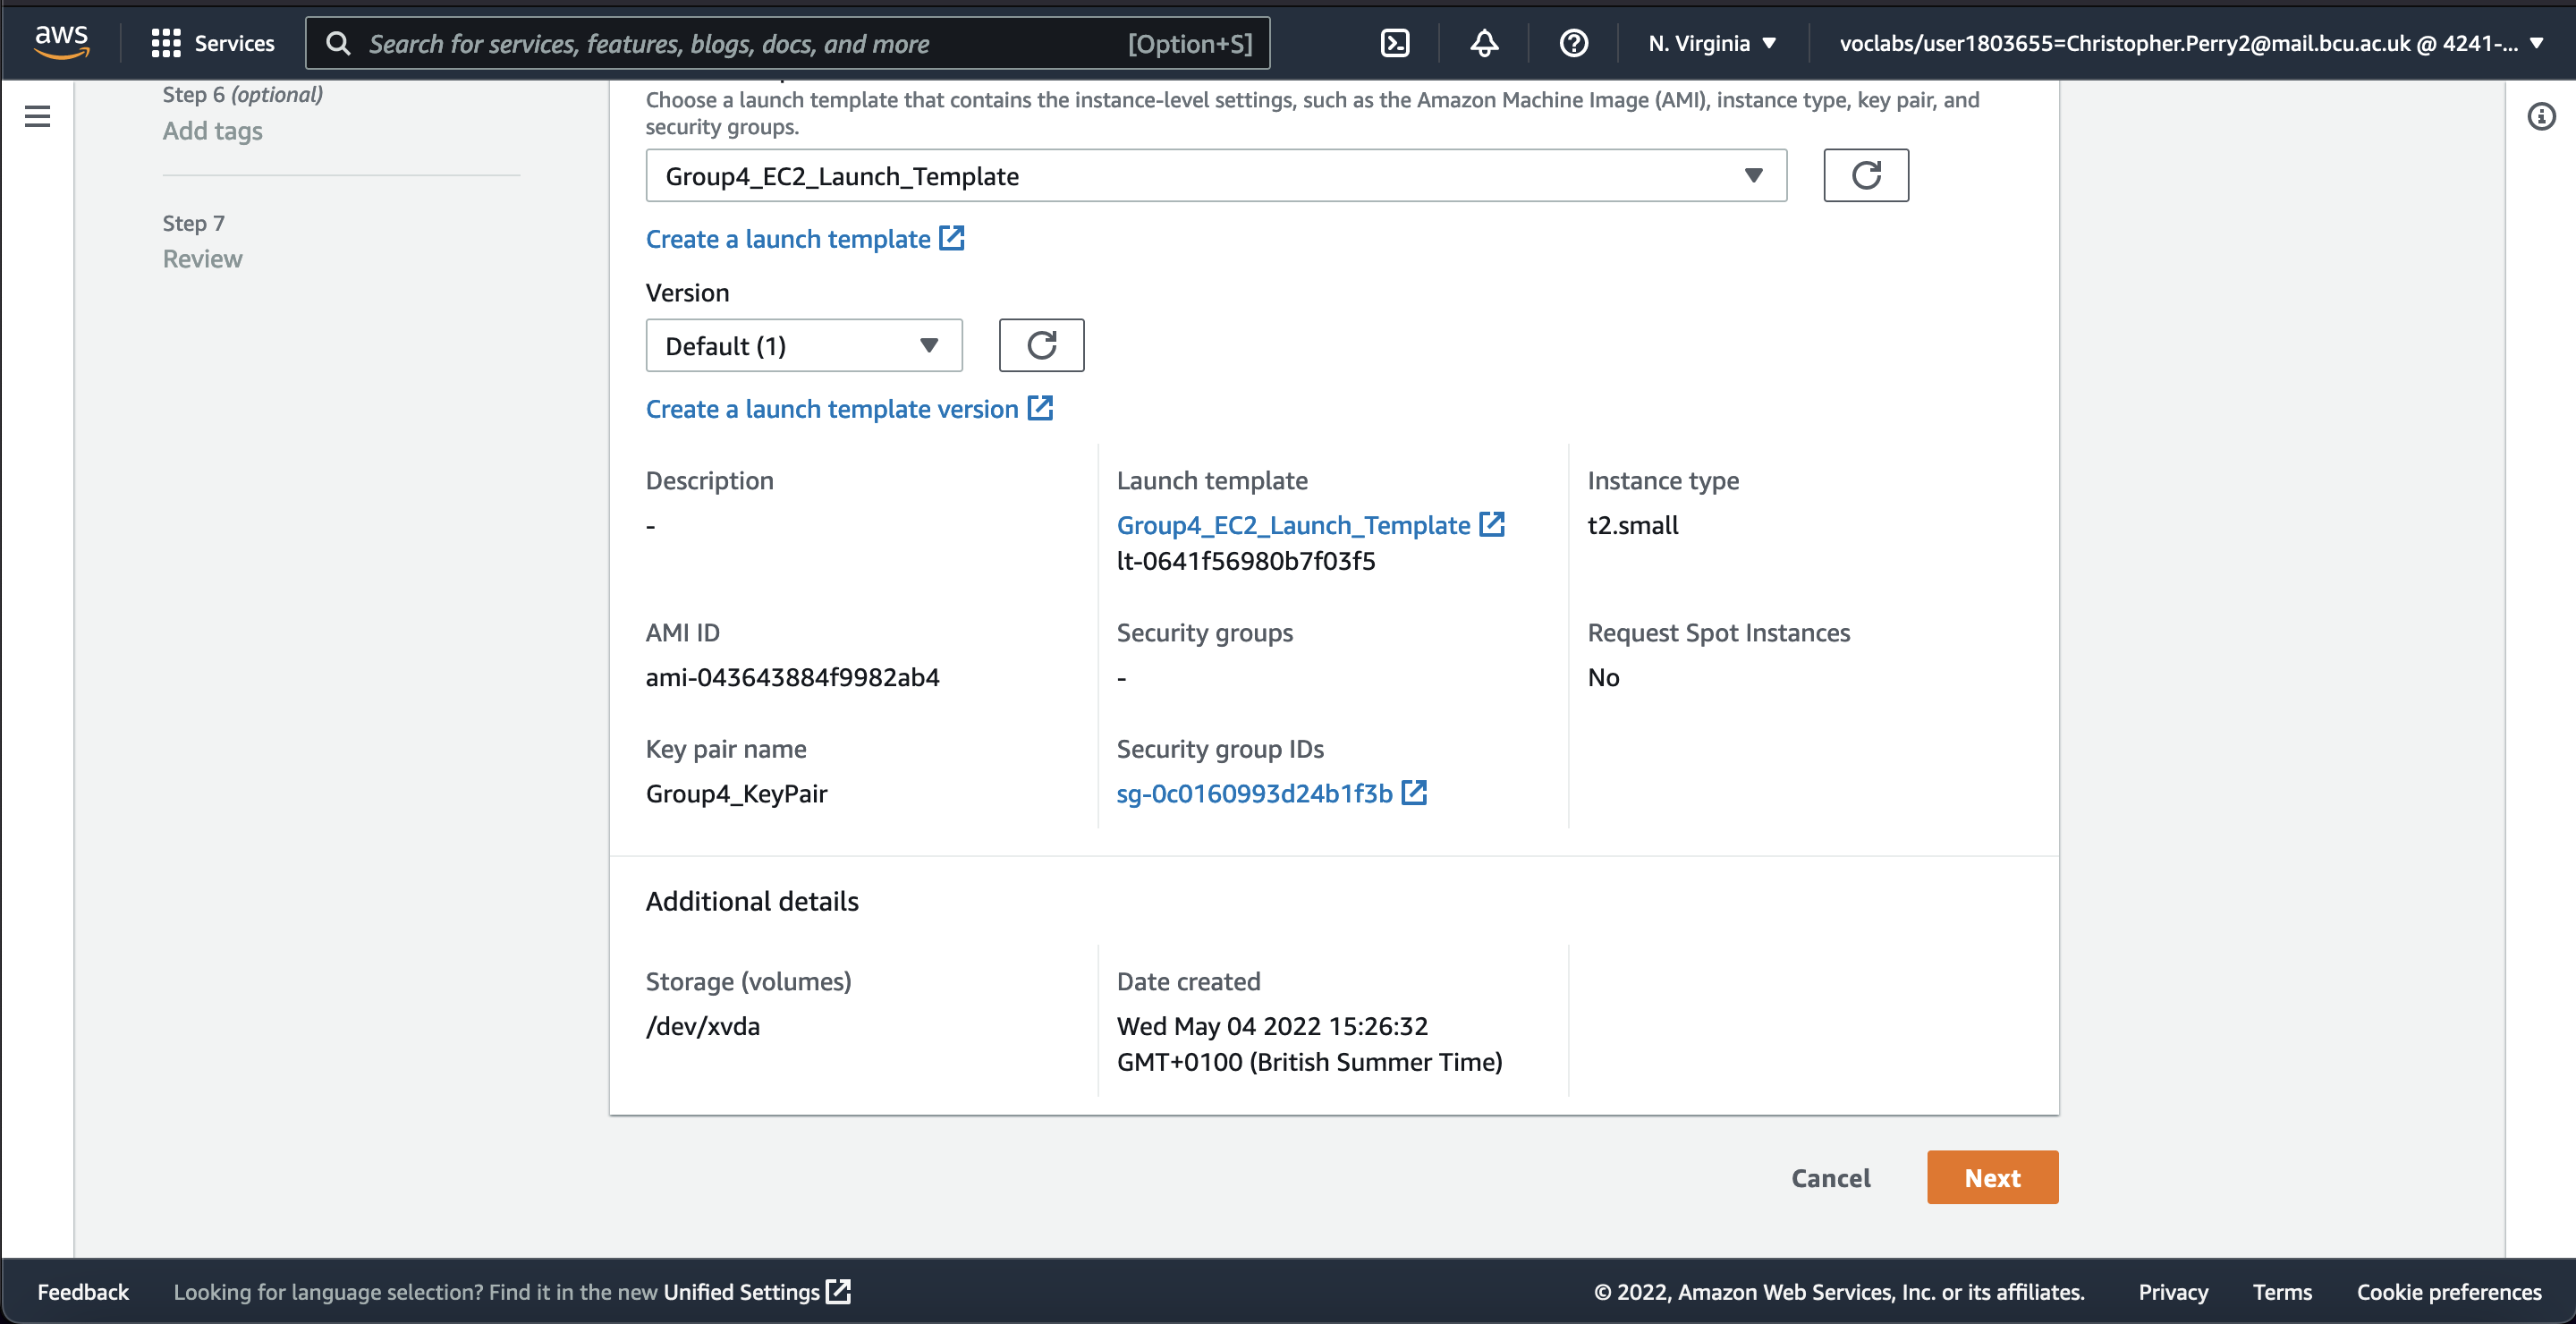 aws
Services
Search for services, features, blogs, docs, and more
[Option+S]
N. Virginia
voclabs/user1803655=Christopher.Perry2@mail.bcu.ac.uk @ 4241-...
Step 6 (optional)
Add tags
Step 7
Review
Choose a launch template that contains the instance-level settings, such as the Amazon Machine Image (AMI), instance type, key pair, and
security groups.
Group4_EC2_Launch_Template
Create a launch template
Version
Default (1)
Create a launch template version
Description
-
Launch template
Group4_EC2_Launch_Template
lt-0641f56980b7f03f5
Instance type
t2.small
AMI ID
ami-043643884f9982ab4
Security groups
-
Request Spot Instances
No
Key pair name
Group4_KeyPair
Security group IDs
sg-0c0160993d24b1f3b
Additional details
Storage (volumes)
/dev/xvda
Date created
Wed May 04 2022 15:26:32
GMT+0100 (British Summer Time)
Cancel
Next
Feedback
Looking for language selection? Find it in the new Unified Settings
© 2022, Amazon Web Services, Inc. or its affiliates.
Privacy
Terms
Cookie preferences